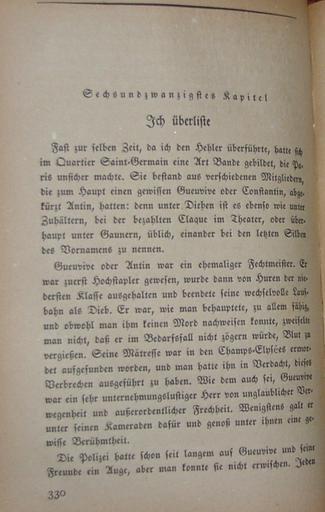 Sechsundzwanzigstes Kapitel
Ich überliste
Fast zur selben Zeit, da ich den Hehler überführte, hatte sich
im Quartier Saint-Germain eine Art Bande gebildet, die Pa-
ris unsicher machte. Sie bestand aus verschiedenen Mitgliedern,
die zum Haupt einen gewissen Gueuvive oder Constantin, abge-
kürzt Antin, hatten: denn unter Dieben ist es ebenso wie unter
Zuhältern, bei der bezahlten Claque im Theater, oder über-
haupt unter Gaunern, üblich, einander bei den letzten Silben
des Vornamens zu nennen.
Gueuvive oder Antin war ein ehemaliger Fechtmeister. Er
war zuerst Hochstapler gewesen, wurde dann von Huren der nie-
dersten Klasse ausgehalten und beendete seine wechselvolle Lauf-
bahn als Dieb. Er war, wie man behauptete, zu allem fähig,
und obwohl man ihm keinen Mord nachweisen konnte, zweifelte
man nicht, daß er im Bedarfsfall nicht zögern würde, Blut zu
vergießen. Seine Mätresse war in den Champs-Elysées ermor-
det aufgefunden worden, und man hatte ihn in Verdacht, dieses
Verbrechen ausgeführt zu haben. Wie dem auch sei, Gueuvive
war ein sehr unternehmungslustiger Herr von unglaublicher Ver-
wegenheit und außerordentlicher Frechheit. Wenigstens galt er
unter seinen Kameraden dafür und genoß unter ihnen eine ge-
wisse Berühmtheit.
Die Polizei hatte schon seit langem auf Gueuvive und seine
Freunde ein Auge, aber man konnte sie nicht erwischen. Jeden
330